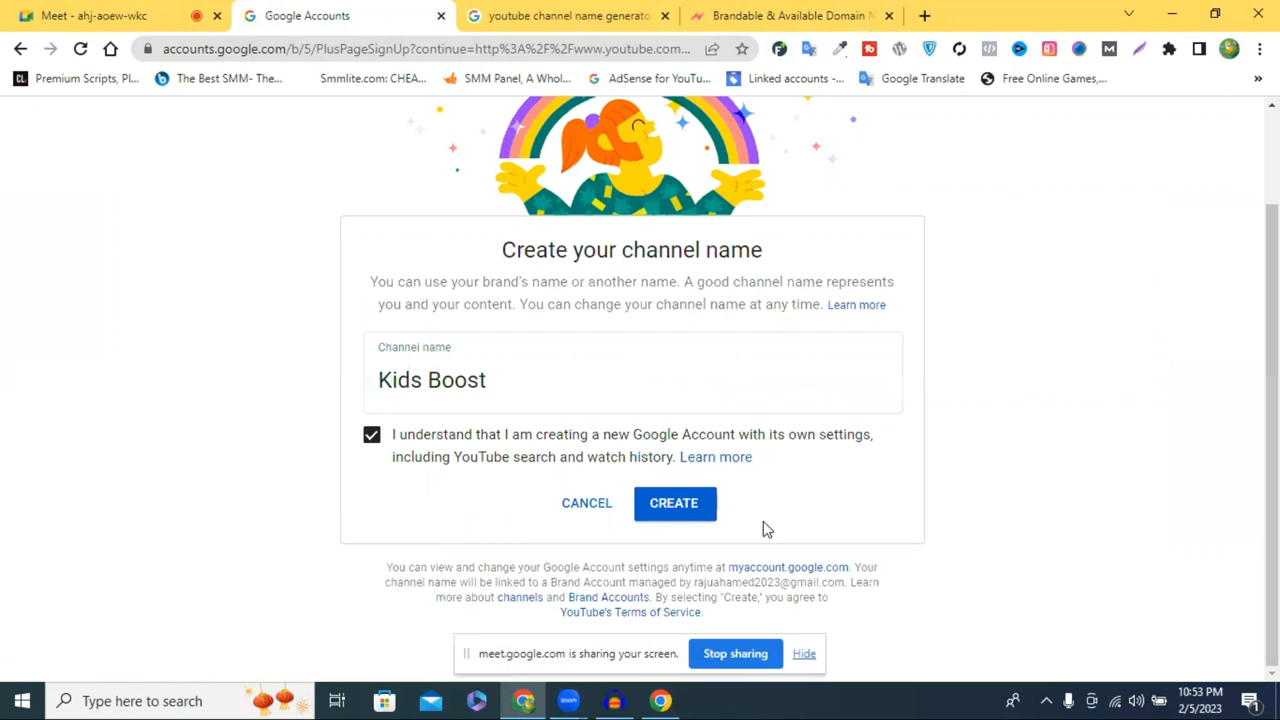 Meet - ahj-aoew-wkc
Google Accounts
youtube channel name generato
Brandable & Available Domain N
accounts.google.com/b/5/PlusPageSignUp?continue=http%3A%2F%2Fwww.youtube.com...
Premium Scripts, Pl...
The Best SMM- The...
Smmlite.com: CHEA...
SMM Panel, A Whol...
AdSense for YouTu...
Linked accounts -...
Google Translate
Free Online Games,...
Create your channel name
You can use your brand's name or another name. A good channel name represents
you and your content. You can change your channel name at any time. Learn more
Channel name
Kids Boost
I understand that I am creating a new Google Account with its own settings,
including YouTube search and watch history. Learn more
CANCEL
CREATE
You can view and change your Google Account settings anytime at myaccount.google.com. Your
channel name will be linked to a Brand Account managed by rajuahamed2023@gmail.com. Learn
more about channels and Brand Accounts. By selecting "Create," you agree to
YouTube's Terms of Service.
meet.google.com is sharing your screen.
Stop sharing
Hide
Type here to search
zoom
10:53 PM
2/5/2023
1